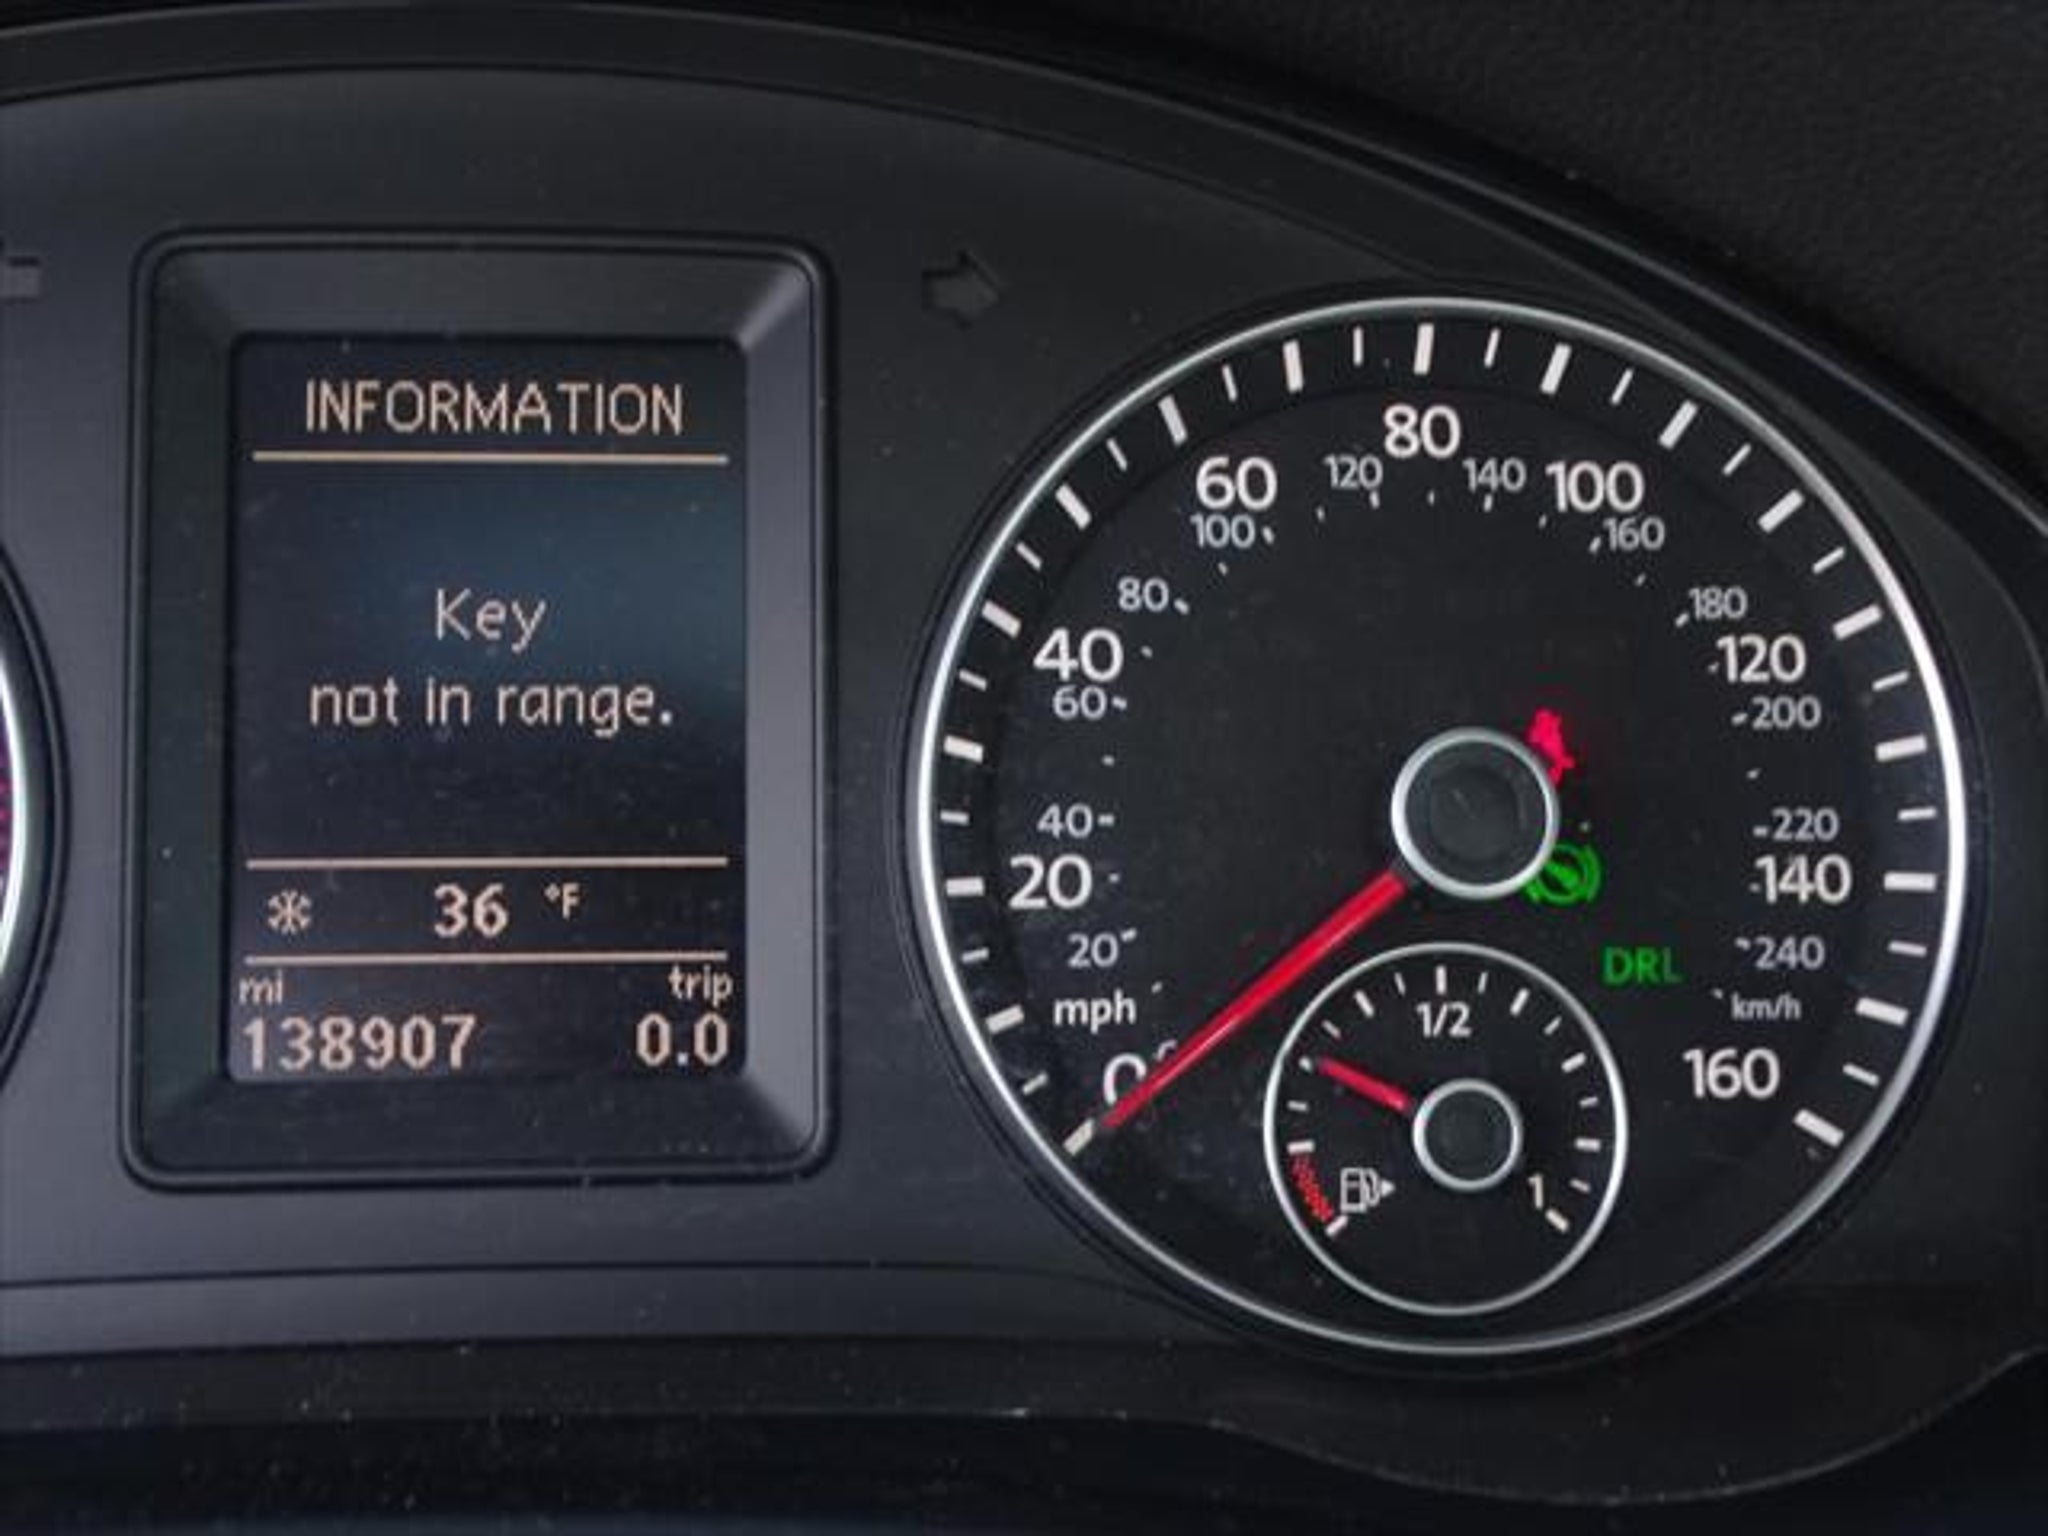 INFORMATION
Key
not in range.
36 °F
mi trip
138907 0.0
80
60 120 140 100
100 160
80 180
40 120
60 200
40 220
20 140
20 240
mph km/h
0 160
DRL
1/2
1